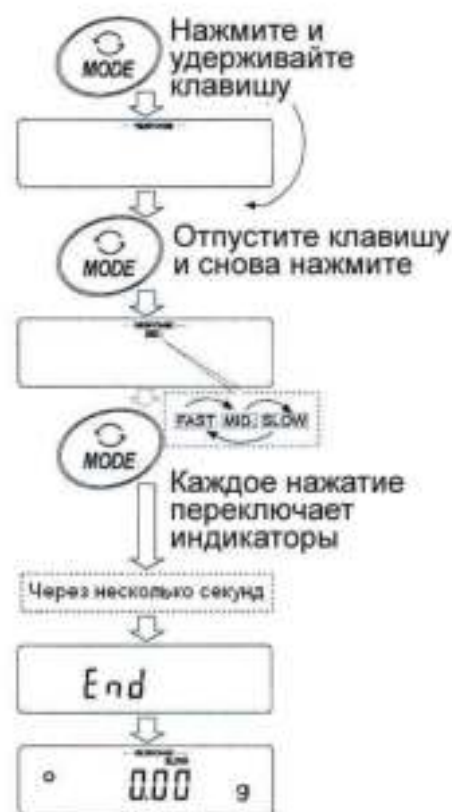 Нажмите и
MODE
удерживайте
клавишу
Отпустите клавишу
MODE
и снова нажмите
FAST MID. SLOW
MODE
Каждое нажатие
переключает
индикаторы
Через несколько секунд
End
SLOW
0.00 g